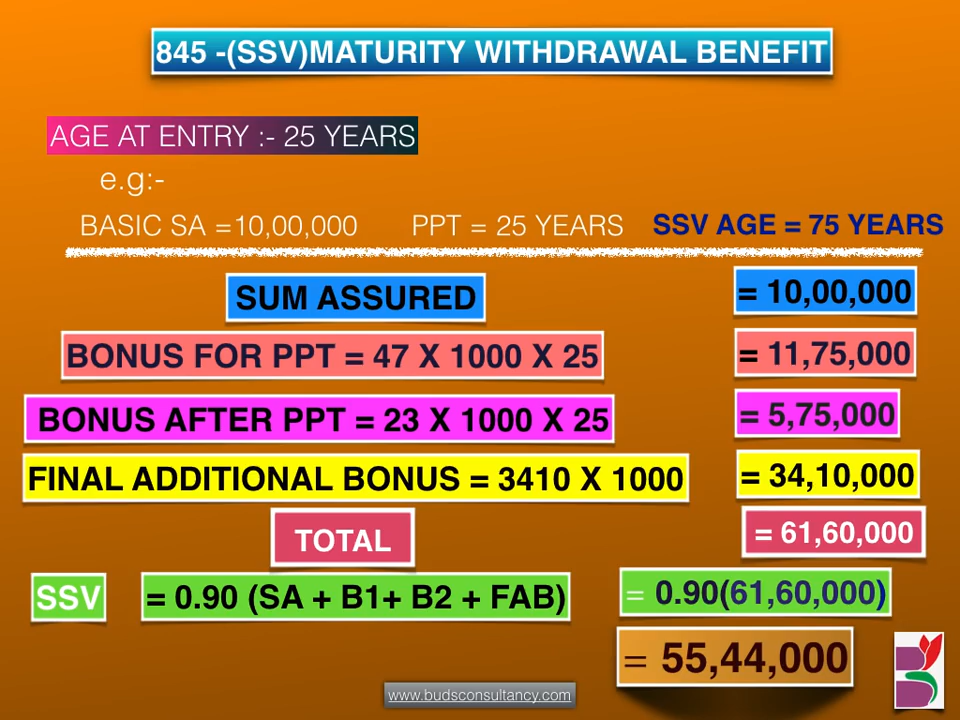 845 -(SSV)MATURITY WITHDRAWAL BENEFIT
AGE AT ENTRY :- 25 YEARS
e.g:-
BASIC SA =10,00,000 PPT = 25 YEARS SSV AGE = 75 YEARS
SUM ASSURED = 10,00,000
BONUS FOR PPT = 47 X 1000 X 25 = 11,75,000
BONUS AFTER PPT = 23 X 1000 X 25 = 5,75,000
FINAL ADDITIONAL BONUS = 3410 X 1000 = 34,10,000
TOTAL = 61,60,000
SSV = 0.90 (SA + B1+ B2 + FAB) = 0.90(61,60,000)
= 55,44,000
www.budsconsultancy.com